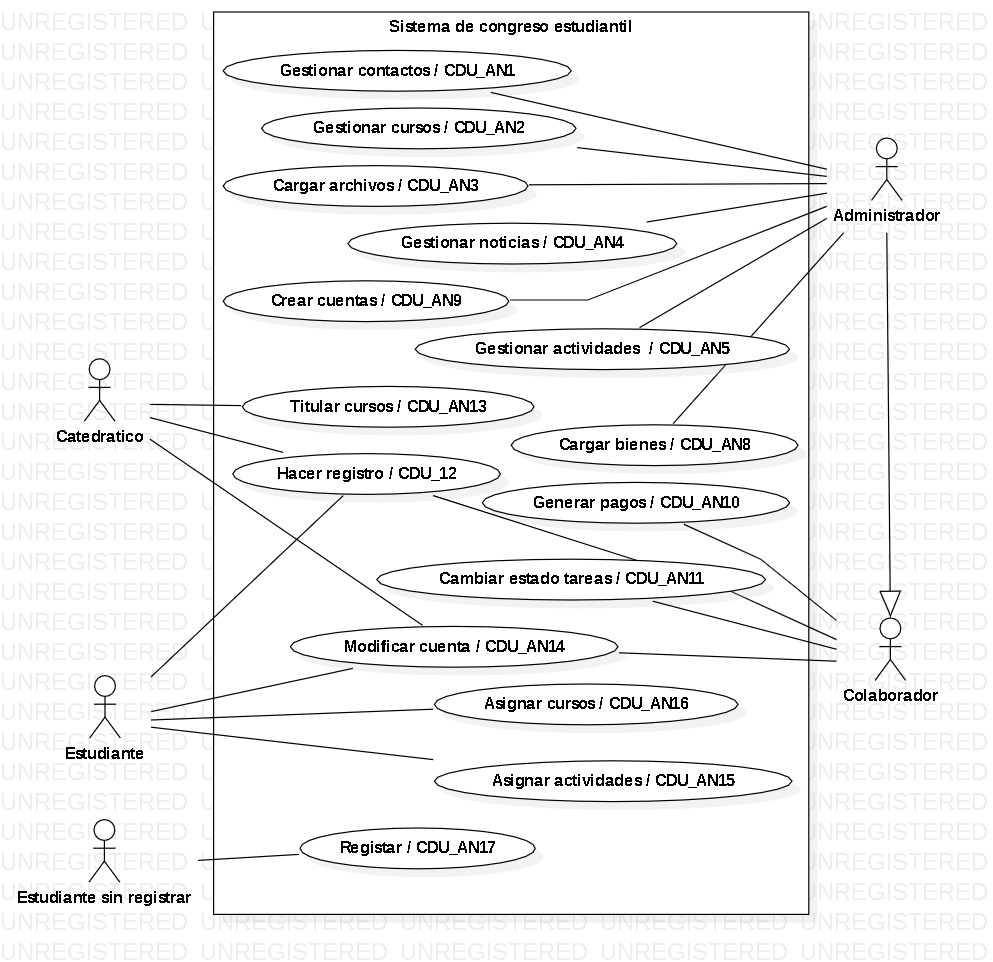 Sistema de congreso estudiantil
Gestionar contactos / CDU_AN1
Gestionar cursos / CDU_AN2
Cargar archivos / CDU_AN3
Administrador
Gestionar noticias / CDU_AN4
Crear cuentas / CDU_AN9
Gestionar actividades / CDU_AN5
Titular cursos / CDU_AN13
Catedratico
Cargar bienes / CDU_AN8
Hacer registro / CDU_12
Generar pagos / CDU_AN10
Cambiar estado tareas / CDU_AN11
Modificar cuenta / CDU_AN14
Colaborador
Asignar cursos / CDU_AN16
Estudiante
Asignar actividades / CDU_AN15
Registar / CDU_AN17
Estudiante sin registrar
UNREGISTERED